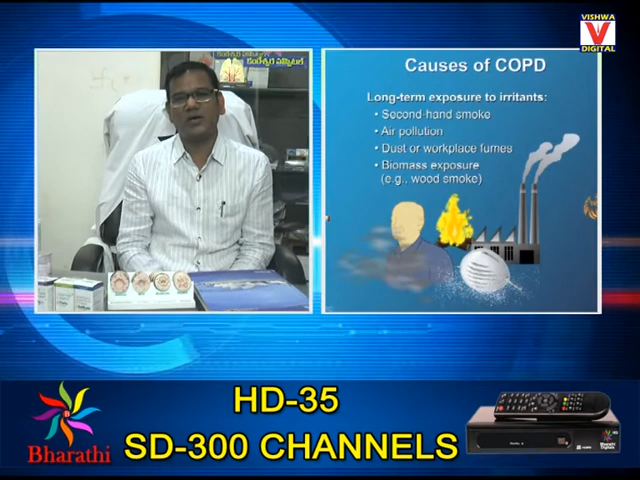 VISHWA
V
DIGITAL
Causes of COPD
Long-term exposure to irritants:
• Second-hand smoke
• Air pollution
• Dust or workplace fumes
• Biomass exposure
(e.g., wood smoke)
HD-35
SD-300 CHANNELS
Bharathi